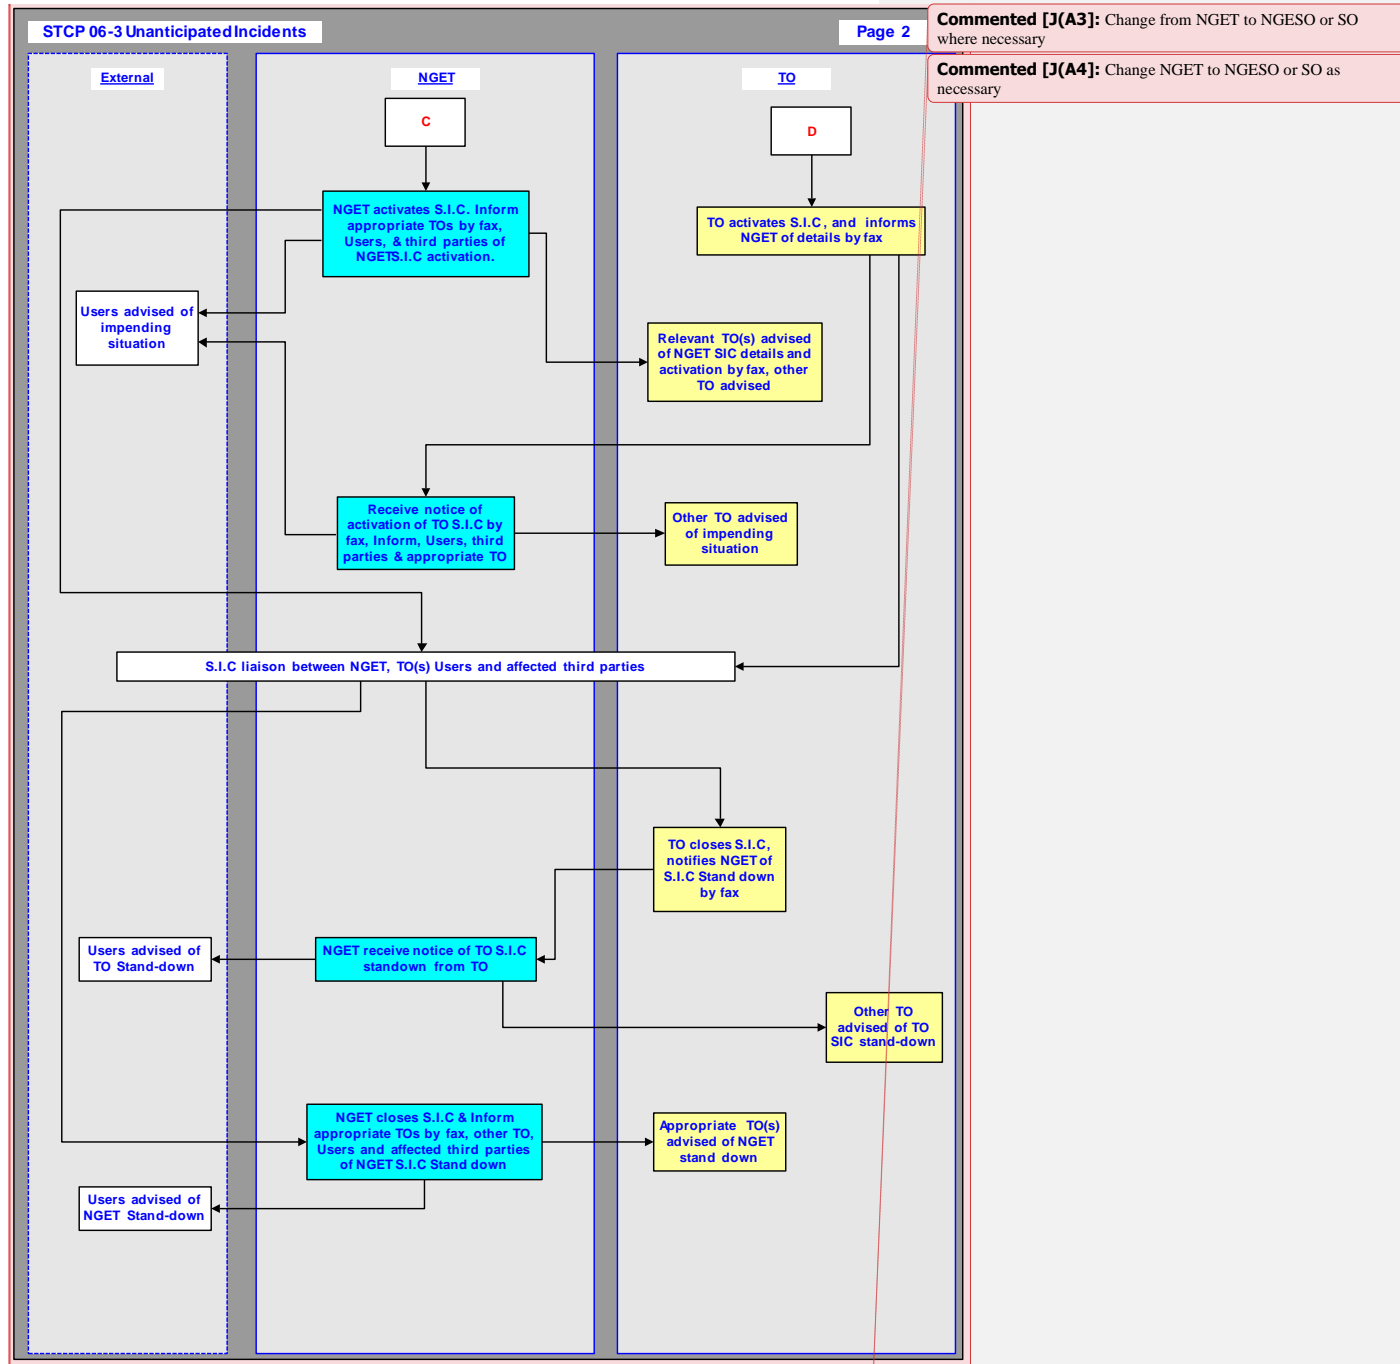 STCP 06-3 Unanticipated Incidents
Page 2
Commented [J(A3]: Change from NGET to NGESO or SO
where necessary
Commented [J(A4]: Change NGET to NGESO or SO as
necessary
External
NGET
TO
C
D
NGET activates S.I.C. Inform
appropriate TOs by fax,
Users, & third parties of
NGETS.I.C activation.
TO activates S.I.C, and informs
NGET of details by fax
Users advised of
impending
situation
Relevant TO(s) advised
of NGET SIC details and
activation by fax, other
TO advised
Receive notice of
activation of TO S.I.C by
fax, Inform, Users, third
parties & appropriate TO
Other TO advised
of impending
situation
S.I.C liaison between NGET, TO(s) Users and affected third parties
TO closes S.I.C,
notifies NGET of
S.I.C Stand down
by fax
Users advised of
TO Stand-down
NGET receive notice of TO S.I.C
standown from TO
Other TO
advised of TO
SIC stand-down
NGET closes S.I.C & Inform
appropriate TOs by fax, other TO,
Users and affected third parties
of NGET S.I.C Stand down
Appropriate TO(s)
advised of NGET
stand down
Users advised of
NGET Stand-down